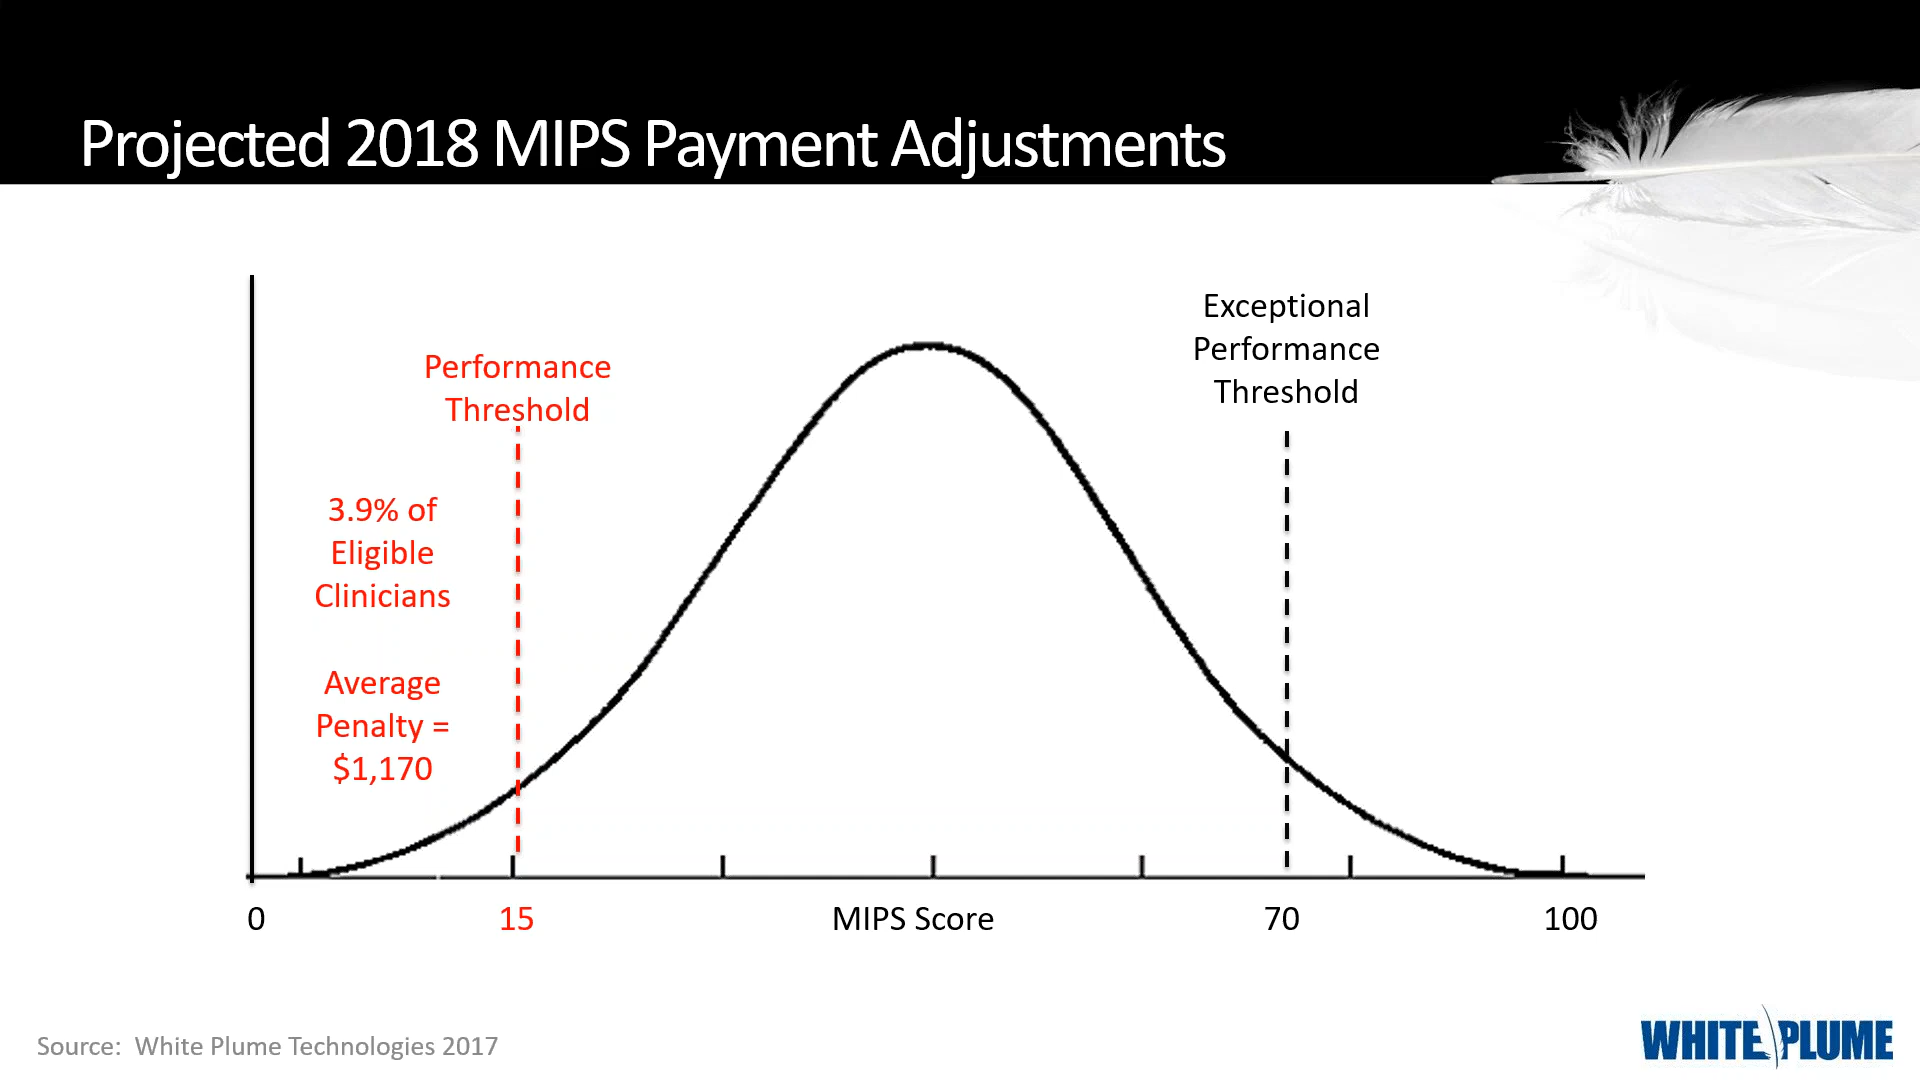 Projected 2018 MIPS Payment Adjustments
Exceptional
Performance
Threshold
Performance
Threshold
3.9% of
Eligible
Clinicians
Average
Penalty =
$1,170
0
15
MIPS Score
70
100
Source: White Plume Technologies 2017
WHITE PLUME